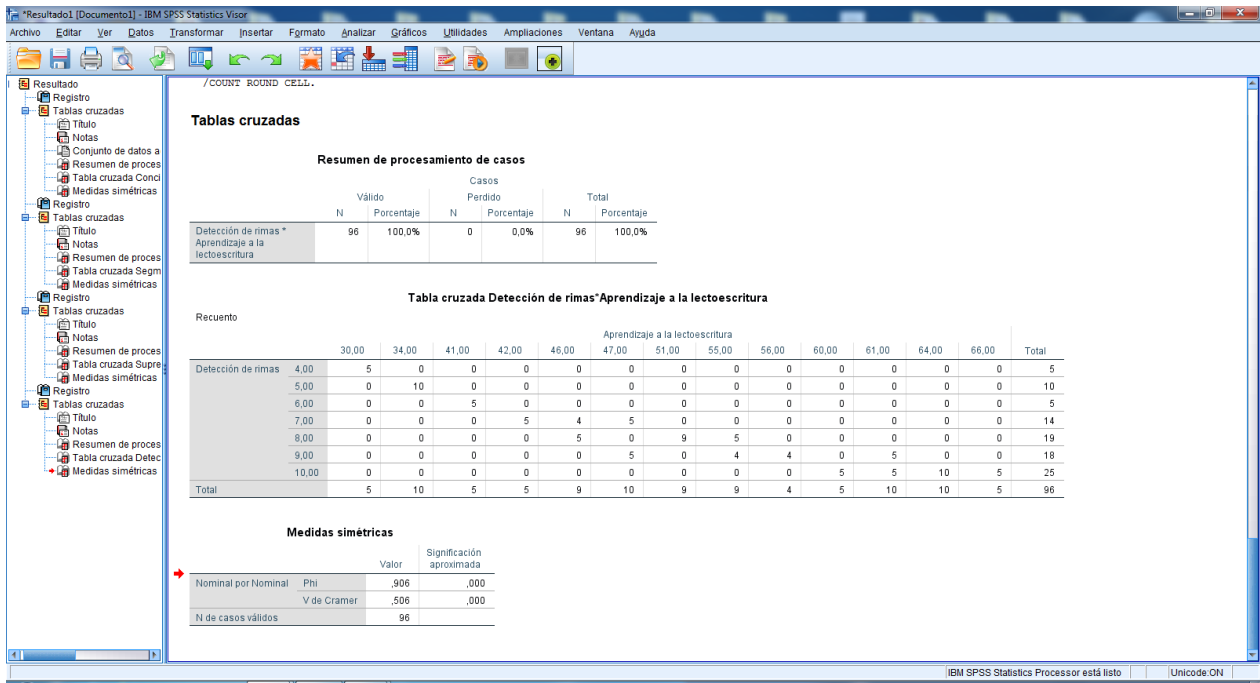 *Resultado1 [Documento1] - IBM SPSS Statistics Visor
Archivo Editar Ver Datos Transformar Insertar Formato Analizar Gráficos Utilidades Ampliaciones Ventana Ayuda
Resultado
Registro
Tablas cruzadas
Título
Notas
Conjunto de datos a
Resumen de proces
Tabla cruzada Conci
Medidas simétricas
Registro
Tablas cruzadas
Título
Notas
Resumen de proces
Tabla cruzada Segm
Medidas simétricas
Registro
Tablas cruzadas
Título
Notas
Resumen de proces
Tabla cruzada Supre
Medidas simétricas
Registro
Tablas cruzadas
Título
Notas
Resumen de proces
Tabla cruzada Detec
Medidas simétricas
/COUNT ROUND CELL.
Tablas cruzadas
Resumen de procesamiento de casos
Casos
Válido Perdido Total
N Porcentaje N Porcentaje N Porcentaje
Detección de rimas * 96 100,0% 0 0,0% 96 100,0%
Aprendizaje a la
lectoescritura
Tabla cruzada Detección de rimas*Aprendizaje a la lectoescritura
Recuento
Aprendizaje a la lectoescritura
30,00 34,00 41,00 42,00 46,00 47,00 51,00 55,00 56,00 60,00 61,00 64,00 66,00 Total
Detección de rimas 4,00 5 0 0 0 0 0 0 0 0 0 0 0 0 5
5,00 0 10 0 0 0 0 0 0 0 0 0 0 0 10
6,00 0 0 5 0 0 0 0 0 0 0 0 0 0 5
7,00 0 0 0 5 4 5 0 0 0 0 0 0 0 14
8,00 0 0 0 0 5 0 9 5 0 0 0 0 0 19
9,00 0 0 0 0 0 5 0 4 4 0 5 0 0 18
10,00 0 0 0 0 0 0 0 0 0 5 5 10 5 25
Total 5 10 5 5 9 10 9 9 4 5 10 10 5 96
Medidas simétricas
Significación
Valor aproximada
Nominal por Nominal Phi ,906 ,000
V de Cramer ,506 ,000
N de casos válidos 96
IBM SPSS Statistics Processor está listo Unicode:ON